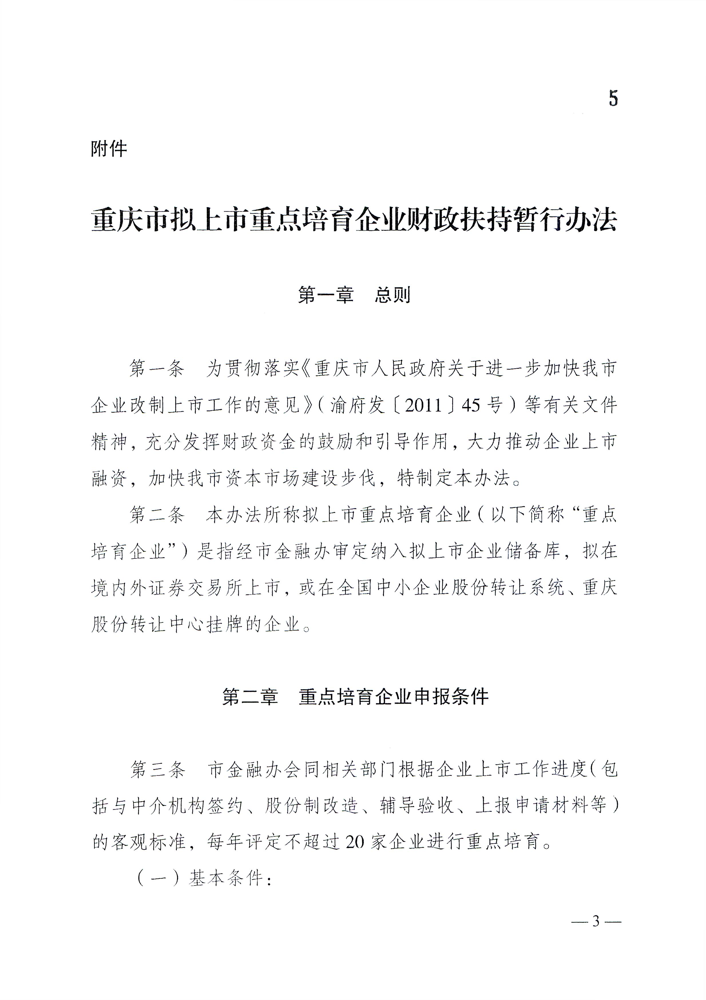 5
附件
重庆市拟上市重点培育企业财政扶持暂行办法
第一章　总则
第一条　为贯彻落实《重庆市人民政府关于进一步加快我市
企业改制上市工作的意见》（渝府发〔2011〕45 号）等有关文件
精神，充分发挥财政资金的鼓励和引导作用，大力推动企业上市
融资，加快我市资本市场建设步伐，特制定本办法。
第二条　本办法所称拟上市重点培育企业（以下简称“重点
培育企业”）是指经市金融办审定纳入拟上市企业储备库，拟在
境内外证券交易所上市，或在全国中小企业股份转让系统、重庆
股份转让中心挂牌的企业。
第二章　重点培育企业申报条件
第三条　市金融办会同相关部门根据企业上市工作进度（包
括与中介机构签约、股份制改造、辅导验收、上报申请材料等）
的客观标准，每年评定不超过 20 家企业进行重点培育。
（一）基本条件：
— 3 —